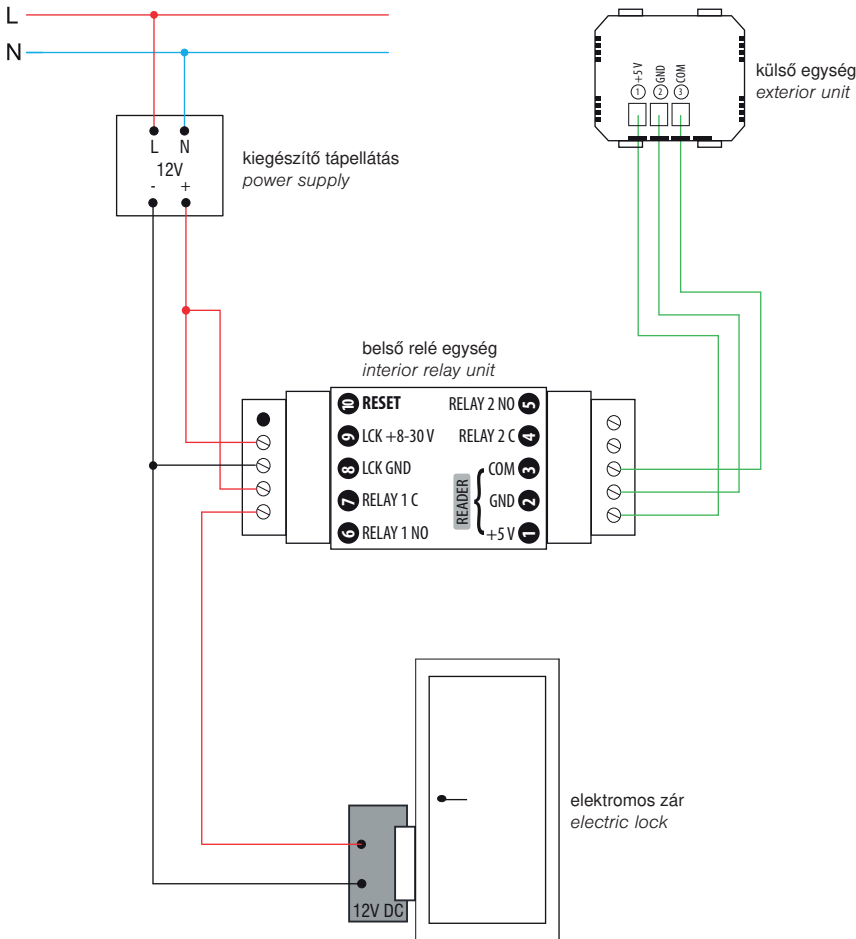 L
N
+5 V
GND
COM
1
2
3
külső egység
exterior unit
L N
12V
- +
kiegészítő tápellátás
power supply
belső relé egység
interior relay unit
10 RESET
9 LCK +8-30 V
8 LCK GND
7 RELAY 1 C
6 RELAY 1 NO
RELAY 2 NO 5
RELAY 2 C 4
READER
COM 3
GND 2
+5 V 1
elektromos zár
electric lock
12V DC